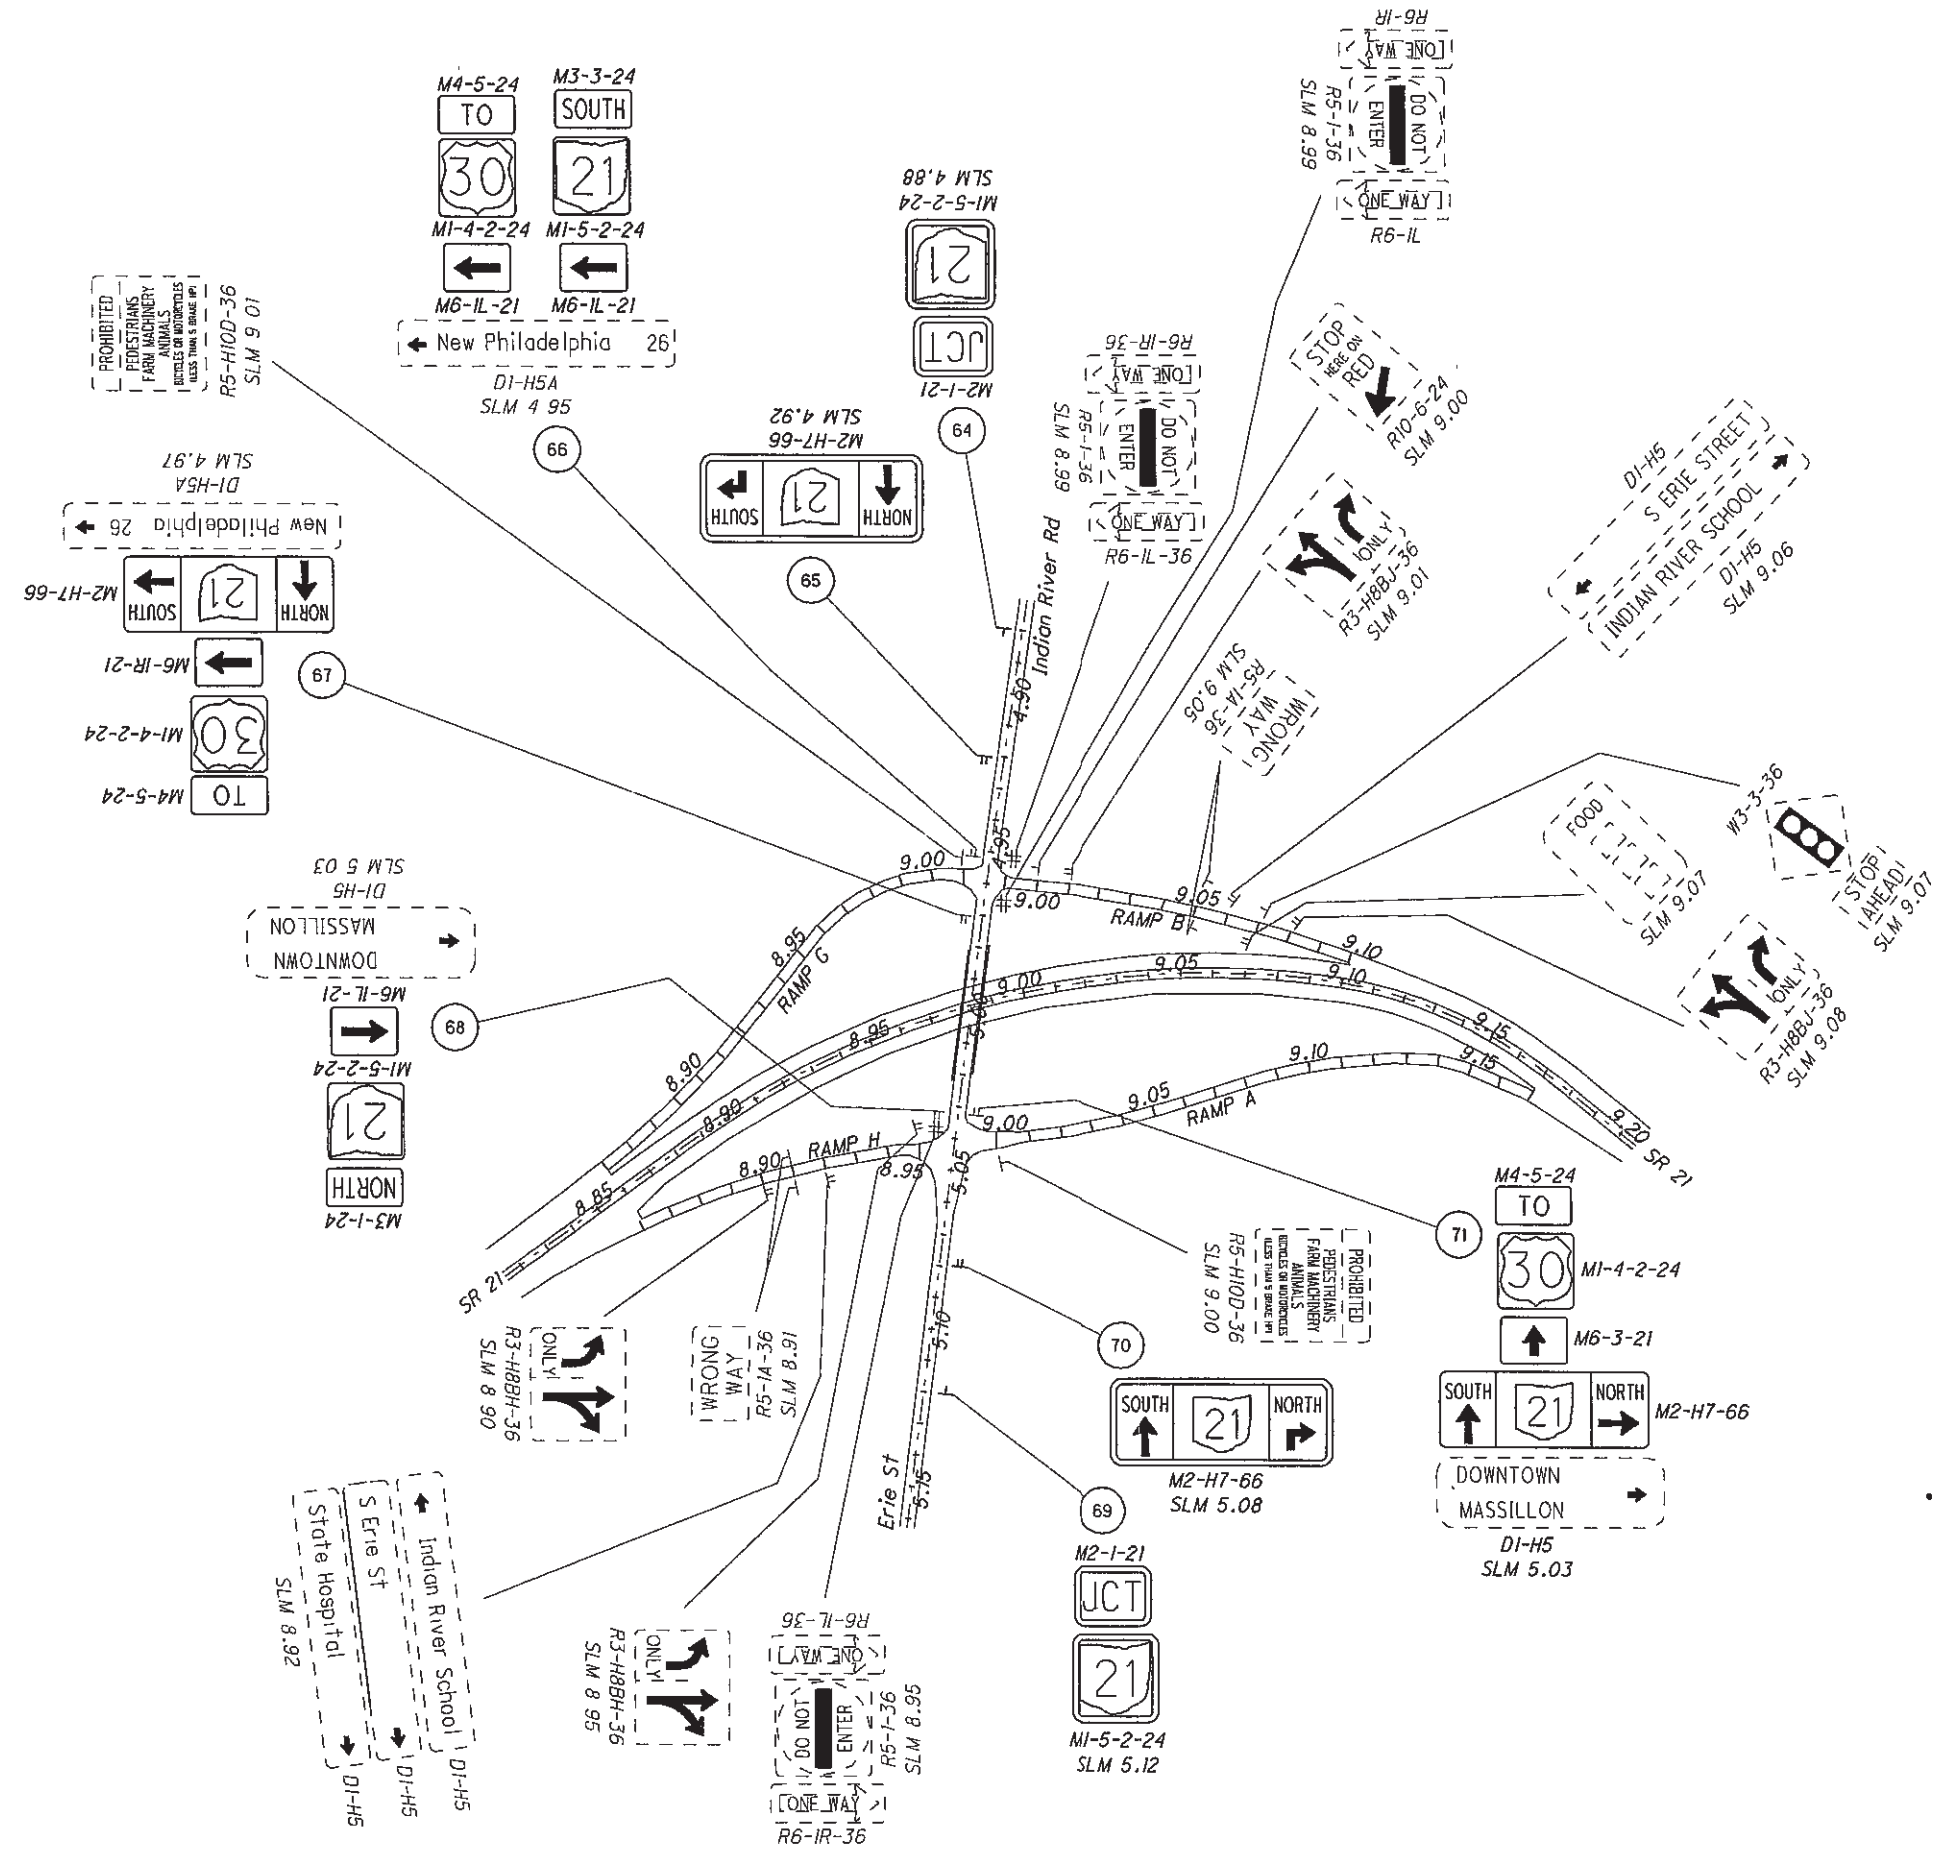 M4-5-24
TO
30
M1-4-2-24
M6-1L-21
M3-3-24
SOUTH
21
M1-5-2-24
M6-1L-21
New Philadelphia 26
D1-H5A
SLM 4 95
66
PROHIBITED
PEDESTRIANS
FARM MACHINERY
ANIMALS
BICYCLES OR MOTORCYCLES
(LESS THAN 5 BRAKE HP)
R5-H10D-36
SLM 9 01
M2-1-21
JCT
21
M1-5-2-24
SLM 4.88
64
NORTH
21
SOUTH
M2-H7-66
SLM 4.92
65
R6-1R
ONE WAY
DO NOT
ENTER
R5-1-36
SLM 8.99
ONE WAY
R6-1L
R6-1R-36
ONE WAY
DO NOT
ENTER
R5-1-36
SLM 8.99
ONE WAY
R6-1L-36
STOP
HERE ON
RED
R10-6-24
SLM 9.00
ONLY
R3-H8BJ-36
SLM 9.01
D1-H5
S ERIE STREET
INDIAN RIVER SCHOOL
D1-H5
SLM 9.06
WRONG
WAY
R5-1A-36
SLM 9.05
W3-3-36
STOP
AHEAD
SLM 9.07
FOOD
SLM 9.07
ONLY
R3-H8BJ-36
SLM 9.08
M4-5-24
TO
30
M1-4-2-24
M6-1R-21
NORTH
21
SOUTH
M2-H7-66
New Philadelphia 26
D1-H5A
SLM 4.97
67
M3-1-24
NORTH
21
M1-5-2-24
M6-1L-21
DOWNTOWN
MASSILLON
D1-H5
SLM 5 03
68
Indian River Rd
4.90
4.95
5.00
5.05
5.10
5.15
Erie St
9.00
8.95
RAMP G
8.90
9.00
9.05
RAMP B
9.10
SR 21
8.85
8.90
8.95
9.00
9.05
9.10
9.15
9.20
SR 21
9.00
9.05
RAMP A
9.10
9.15
8.90
RAMP H
8.95
ONLY
R3-H8BH-36
SLM 8 90
WRONG
WAY
R5-1A-36
SLM 8.91
PROHIBITED
PEDESTRIANS
FARM MACHINERY
ANIMALS
BICYCLES OR MOTORCYCLES
(LESS THAN 5 BRAKE HP)
R5-H10D-36
SLM 9.00
71
M4-5-24
TO
30
M1-4-2-24
M6-3-21
SOUTH
21
NORTH
M2-H7-66
DOWNTOWN
MASSILLON
D1-H5
SLM 5.03
70
SOUTH
21
NORTH
M2-H7-66
SLM 5.08
69
M2-1-21
JCT
21
M1-5-2-24
SLM 5.12
Indian River School
D1-H5
S Erie St
D1-H5
State Hospital
D1-H5
SLM 8.92
ONLY
R3-H8BH-36
SLM 8 95
R6-1L-36
ONE WAY
DO NOT
ENTER
R5-1-36
SLM 8.95
ONE WAY
R6-1R-36